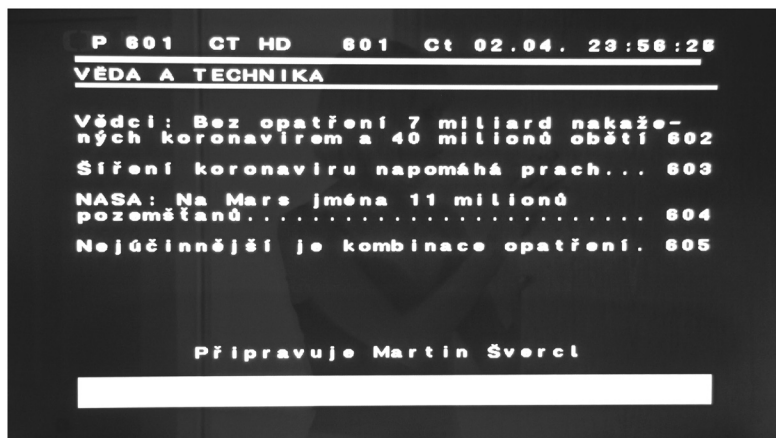 P 601 CT HD 601 Ct 02.04. 23:56:26
VĚDA A TECHNIKA
Vědci: Bez opatření 7 miliard nakaže-
ných koronavirem a 40 milionů obětí 602
Šíření koronaviru napomáhá prach... 603
NASA: Na Mars jména 11 milionů
pozemšťanů......................... 604
Nejúčinnější je kombinace opatření. 605
Připravuje Martin Švercl